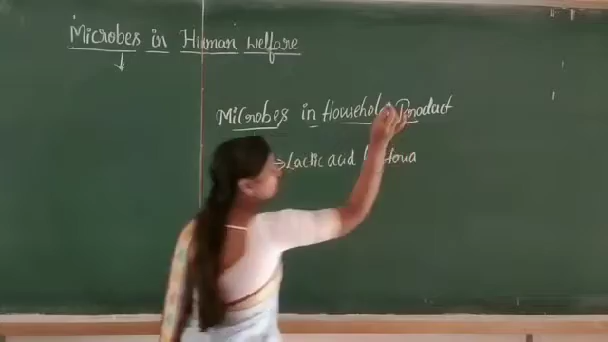 Microbes in Human welfare
Microbes in Household Product
→ Lactic acid